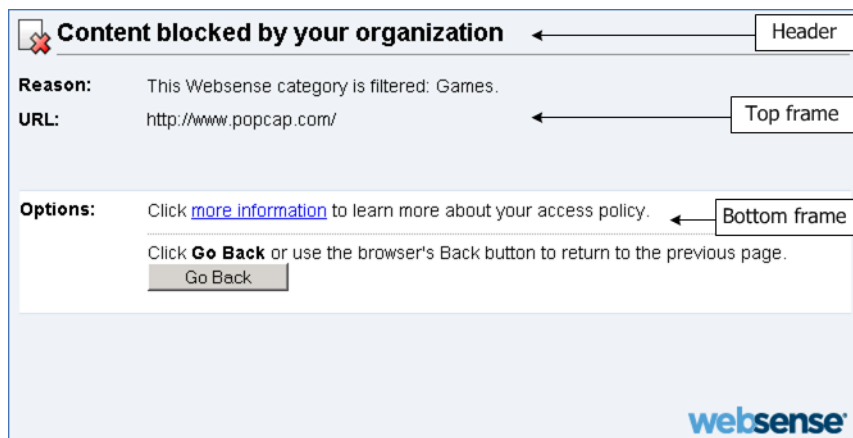 Content blocked by your organization
Header
Reason: This Websense category is filtered: Games.
URL: http://www.popcap.com/
Top frame
Options: Click more information to learn more about your access policy.
Bottom frame
Click Go Back or use the browser's Back button to return to the previous page.
Go Back
websense